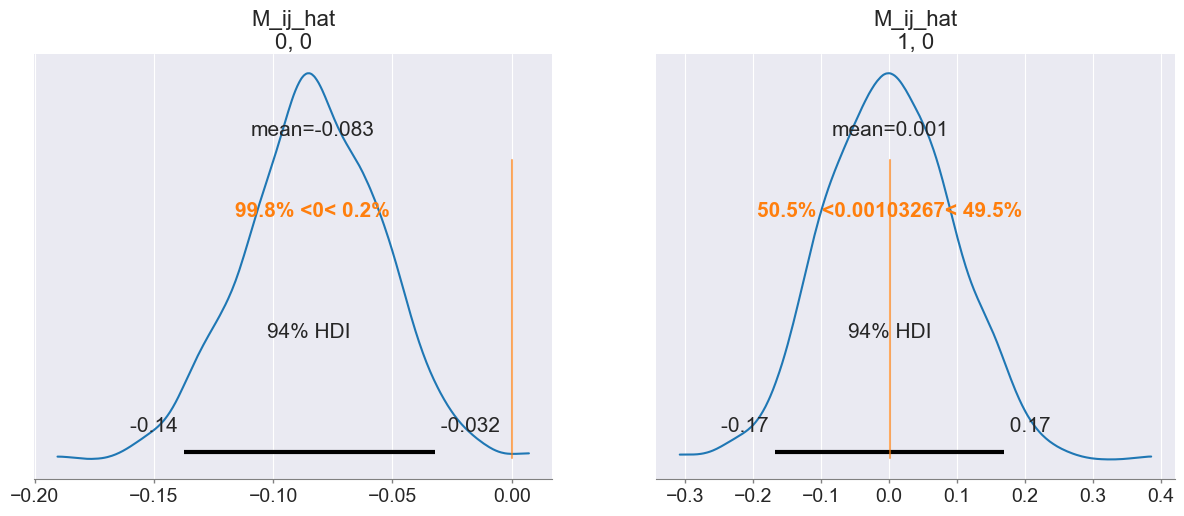 M_ij_hat
0, 0
mean=-0.083
99.8% <0< 0.2%
94% HDI
-0.14
-0.032
−0.20
−0.15
−0.10
−0.05
0.00
M_ij_hat
1, 0
mean=0.001
50.5% <0.00103267< 49.5%
94% HDI
-0.17
0.17
−0.3
−0.2
−0.1
0.0
0.1
0.2
0.3
0.4